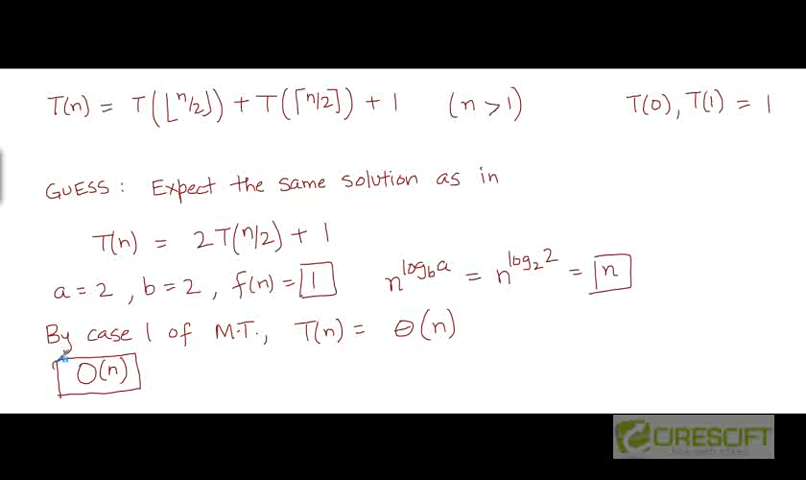 T(n) = T(⌊n/2⌋) + T(⌈n/2⌉) + 1 (n > 1) T(0), T(1) = 1
GUESS: Expect the same solution as in
T(n) = 2T(n/2) + 1
a = 2, b = 2, f(n) = 1 n^{log_b a} = n^{log_2 2} = n
By case 1 of M.T., T(n) = Θ(n)
O(n)
CIRESCIFT